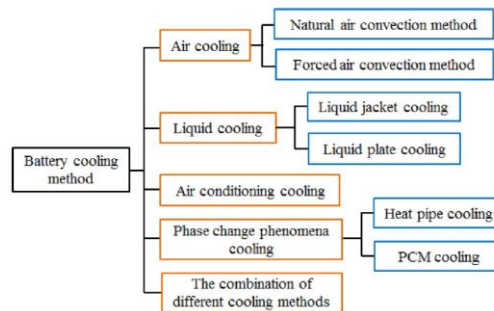 Natural air convection method
Air cooling
Forced air convection method
Liquid jacket cooling
Liquid cooling
Liquid plate cooling
Battery cooling
method
Air conditioning cooling
Heat pipe cooling
Phase change phenomena
cooling
PCM cooling
The combination of
different cooling methods